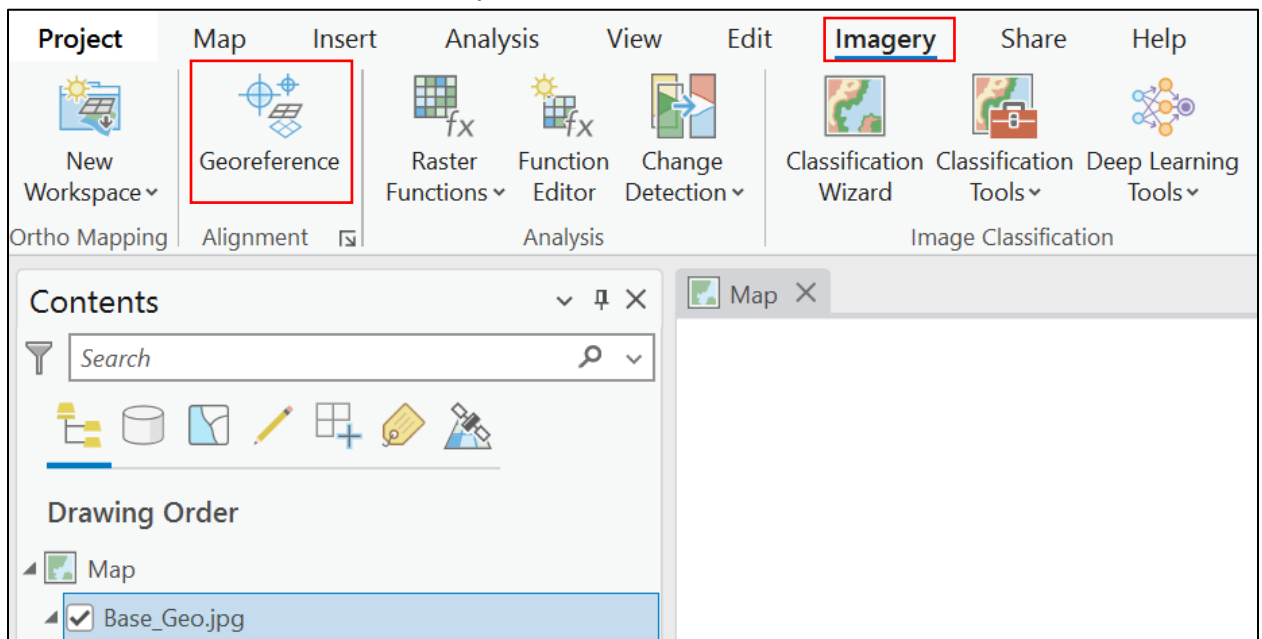 Project Map Insert Analysis View Edit Imagery Share Help
fx fx
New Georeference Raster Function Change Classification Classification Deep Learning
Workspace Functions Editor Detection Wizard Tools Tools
Ortho Mapping Alignment Analysis Image Classification
Contents Map
Search
Drawing Order
Map
Base_Geo.jpg